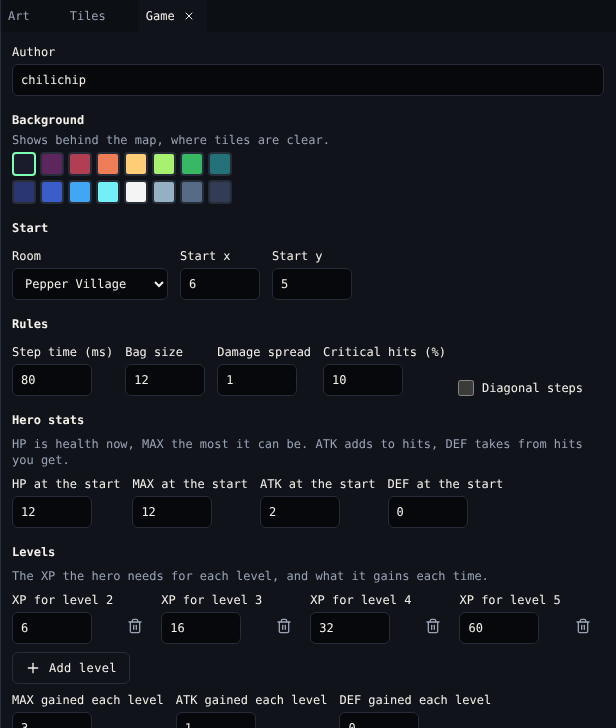 Art Tiles Game
Author
chilichip
Background
Shows behind the map, where tiles are clear.
Start
Room Start x Start y
Pepper Village 6 5
Rules
Step time (ms) Bag size Damage spread Critical hits (%)
80 12 1 10 Diagonal steps
Hero stats
HP is health now, MAX the most it can be. ATK adds to hits, DEF takes from hits
you get.
HP at the start MAX at the start ATK at the start DEF at the start
12 12 2 0
Levels
The XP the hero needs for each level, and what it gains each time.
XP for level 2 XP for level 3 XP for level 4 XP for level 5
6 16 32 60
Add level
MAX gained each level ATK gained each level DEF gained each level
3 1 0